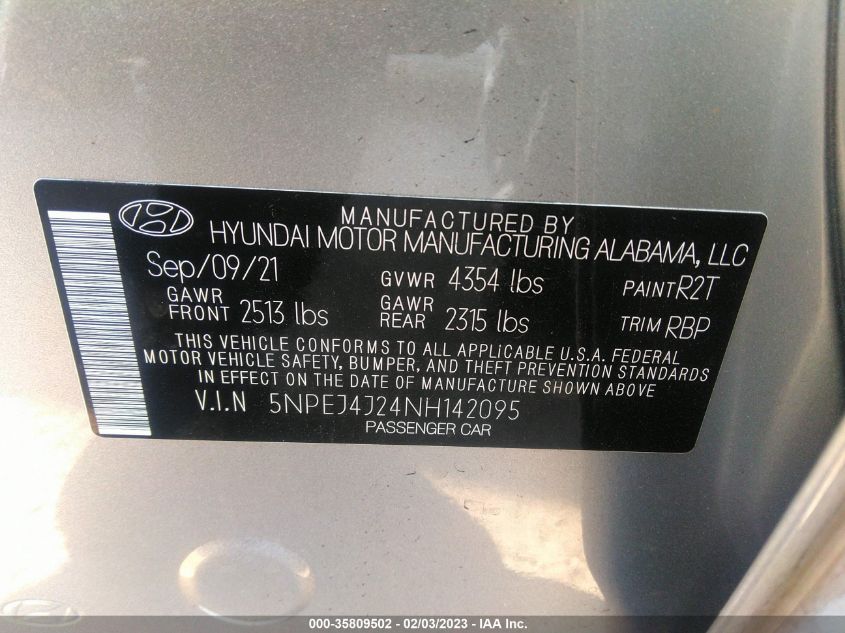 MANUFACTURED BY
HYUNDAI MOTOR MANUFACTURING ALABAMA, LLC
Sep/09/21
GVWR 4354 lbs
PAINT R2T
GAWR FRONT 2513 lbs
GAWR REAR 2315 lbs
TRIM RBP
THIS VEHICLE CONFORMS TO ALL APPLICABLE U.S.A. FEDERAL
MOTOR VEHICLE SAFETY, BUMPER, AND THEFT PREVENTION STANDARDS
IN EFFECT ON THE DATE OF MANUFACTURE SHOWN ABOVE
V.I.N 5NPEJ4J24NH142095
PASSENGER CAR
000-35809502 - 02/03/2023 - IAA Inc.